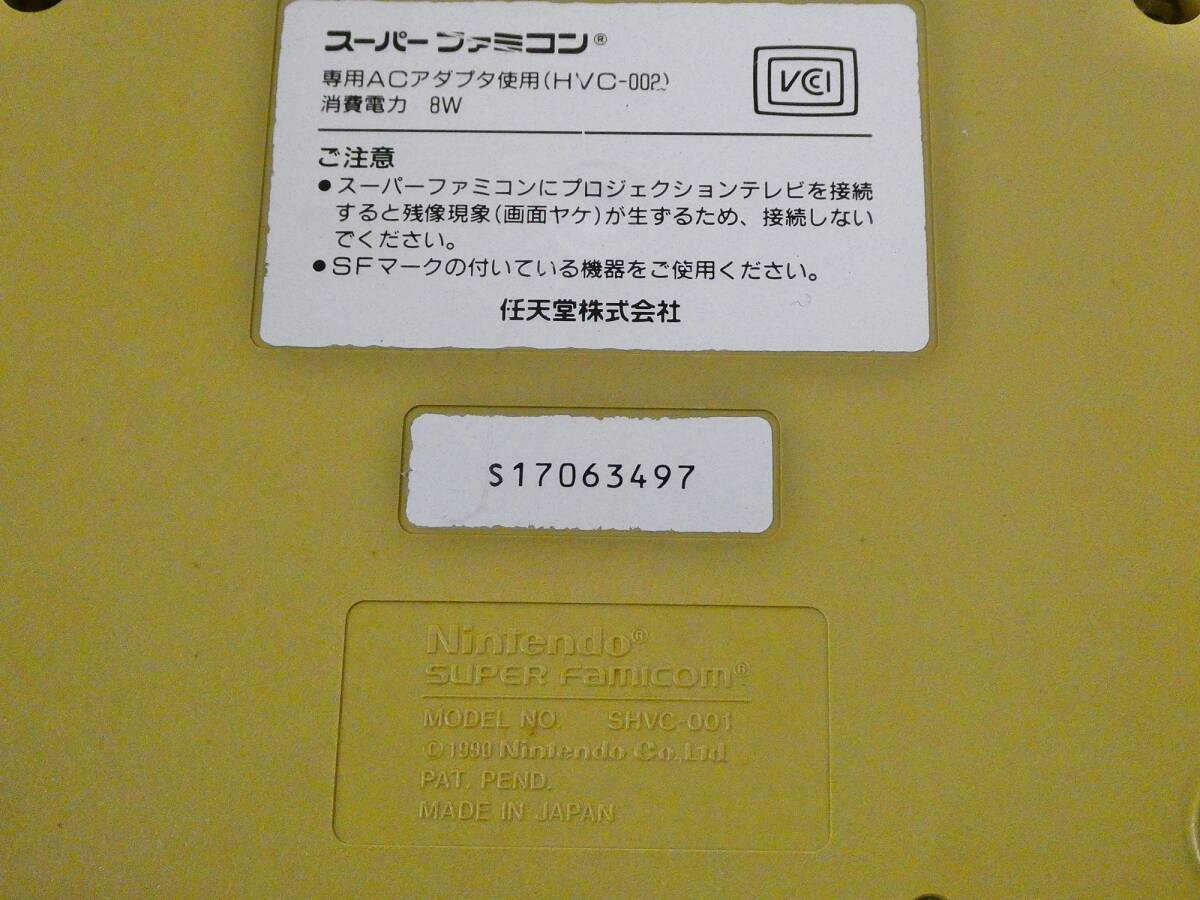 スーパーファミコン®
専用ACアダプタ使用(HVC-002)
消費電力 8W
VCCI
ご注意
●スーパーファミコンにプロジェクションテレビを接続
すると残像現象(画面ヤケ)が生ずるため、接続しない
でください。
●SFマークの付いている機器をご使用ください。
任天堂株式会社
S17063497
Nintendo®
SUPER Famicom®
MODEL NO. SHVC-001
©1990 Nintendo Co.,Ltd
PAT. PEND.
MADE IN JAPAN